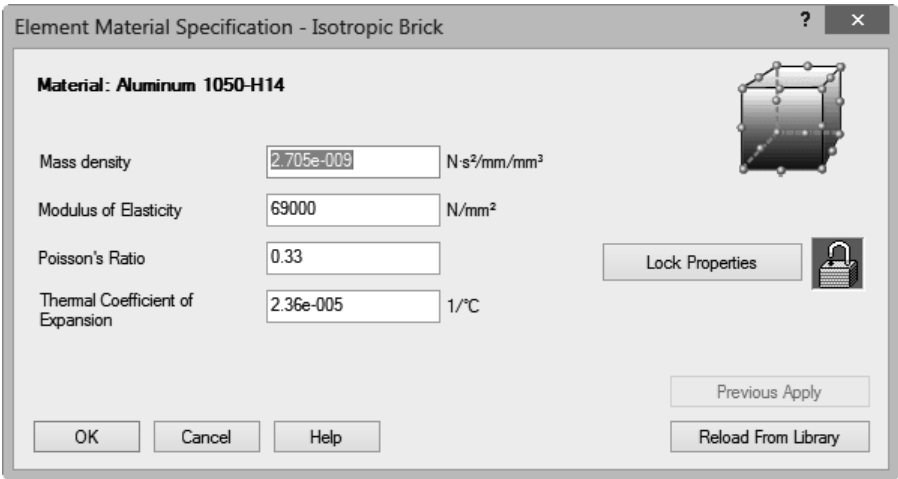 Element Material Specification - Isotropic Brick ? ×
Material: Aluminum 1050-H14
Mass density 2.705e-009 N·s²/mm/mm³
Modulus of Elasticity 69000 N/mm²
Poisson's Ratio 0.33
Lock Properties
Thermal Coefficient of
Expansion 2.36e-005 1/°C
Previous Apply
OK Cancel Help Reload From Library